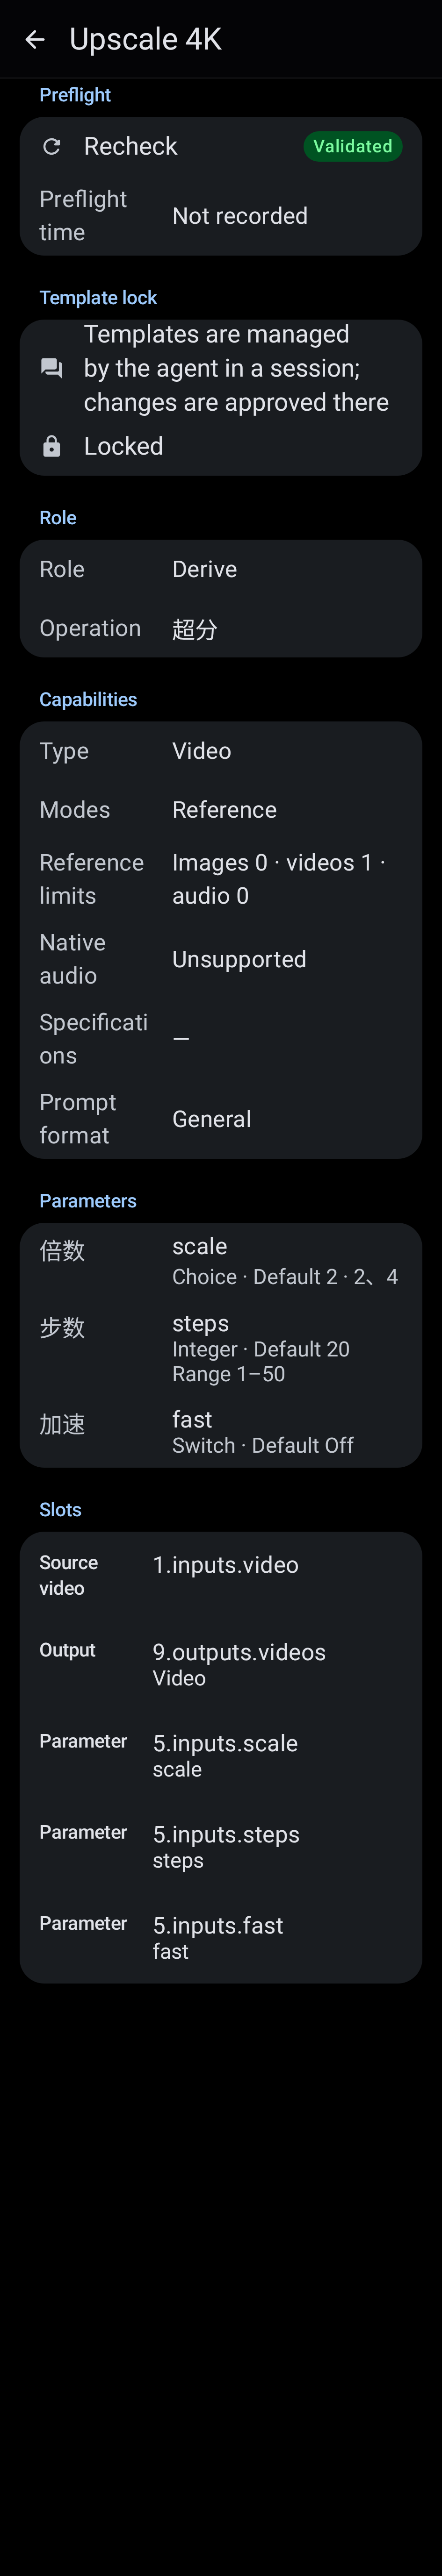 Upscale 4K
Preflight
Recheck
Validated
Preflight
time
Not recorded
Template lock
Templates are managed
by the agent in a session;
changes are approved there
Locked
Role
Role
Derive
Operation
超分
Capabilities
Type
Video
Modes
Reference
Reference
limits
Images 0 · videos 1 ·
audio 0
Native
audio
Unsupported
Specificati
ons
—
Prompt
format
General
Parameters
倍数
scale
Choice · Default 2 · 2、4
步数
steps
Integer · Default 20
Range 1–50
加速
fast
Switch · Default Off
Slots
Source
video
1.inputs.video
Output
9.outputs.videos
Video
Parameter
5.inputs.scale
scale
Parameter
5.inputs.steps
steps
Parameter
5.inputs.fast
fast